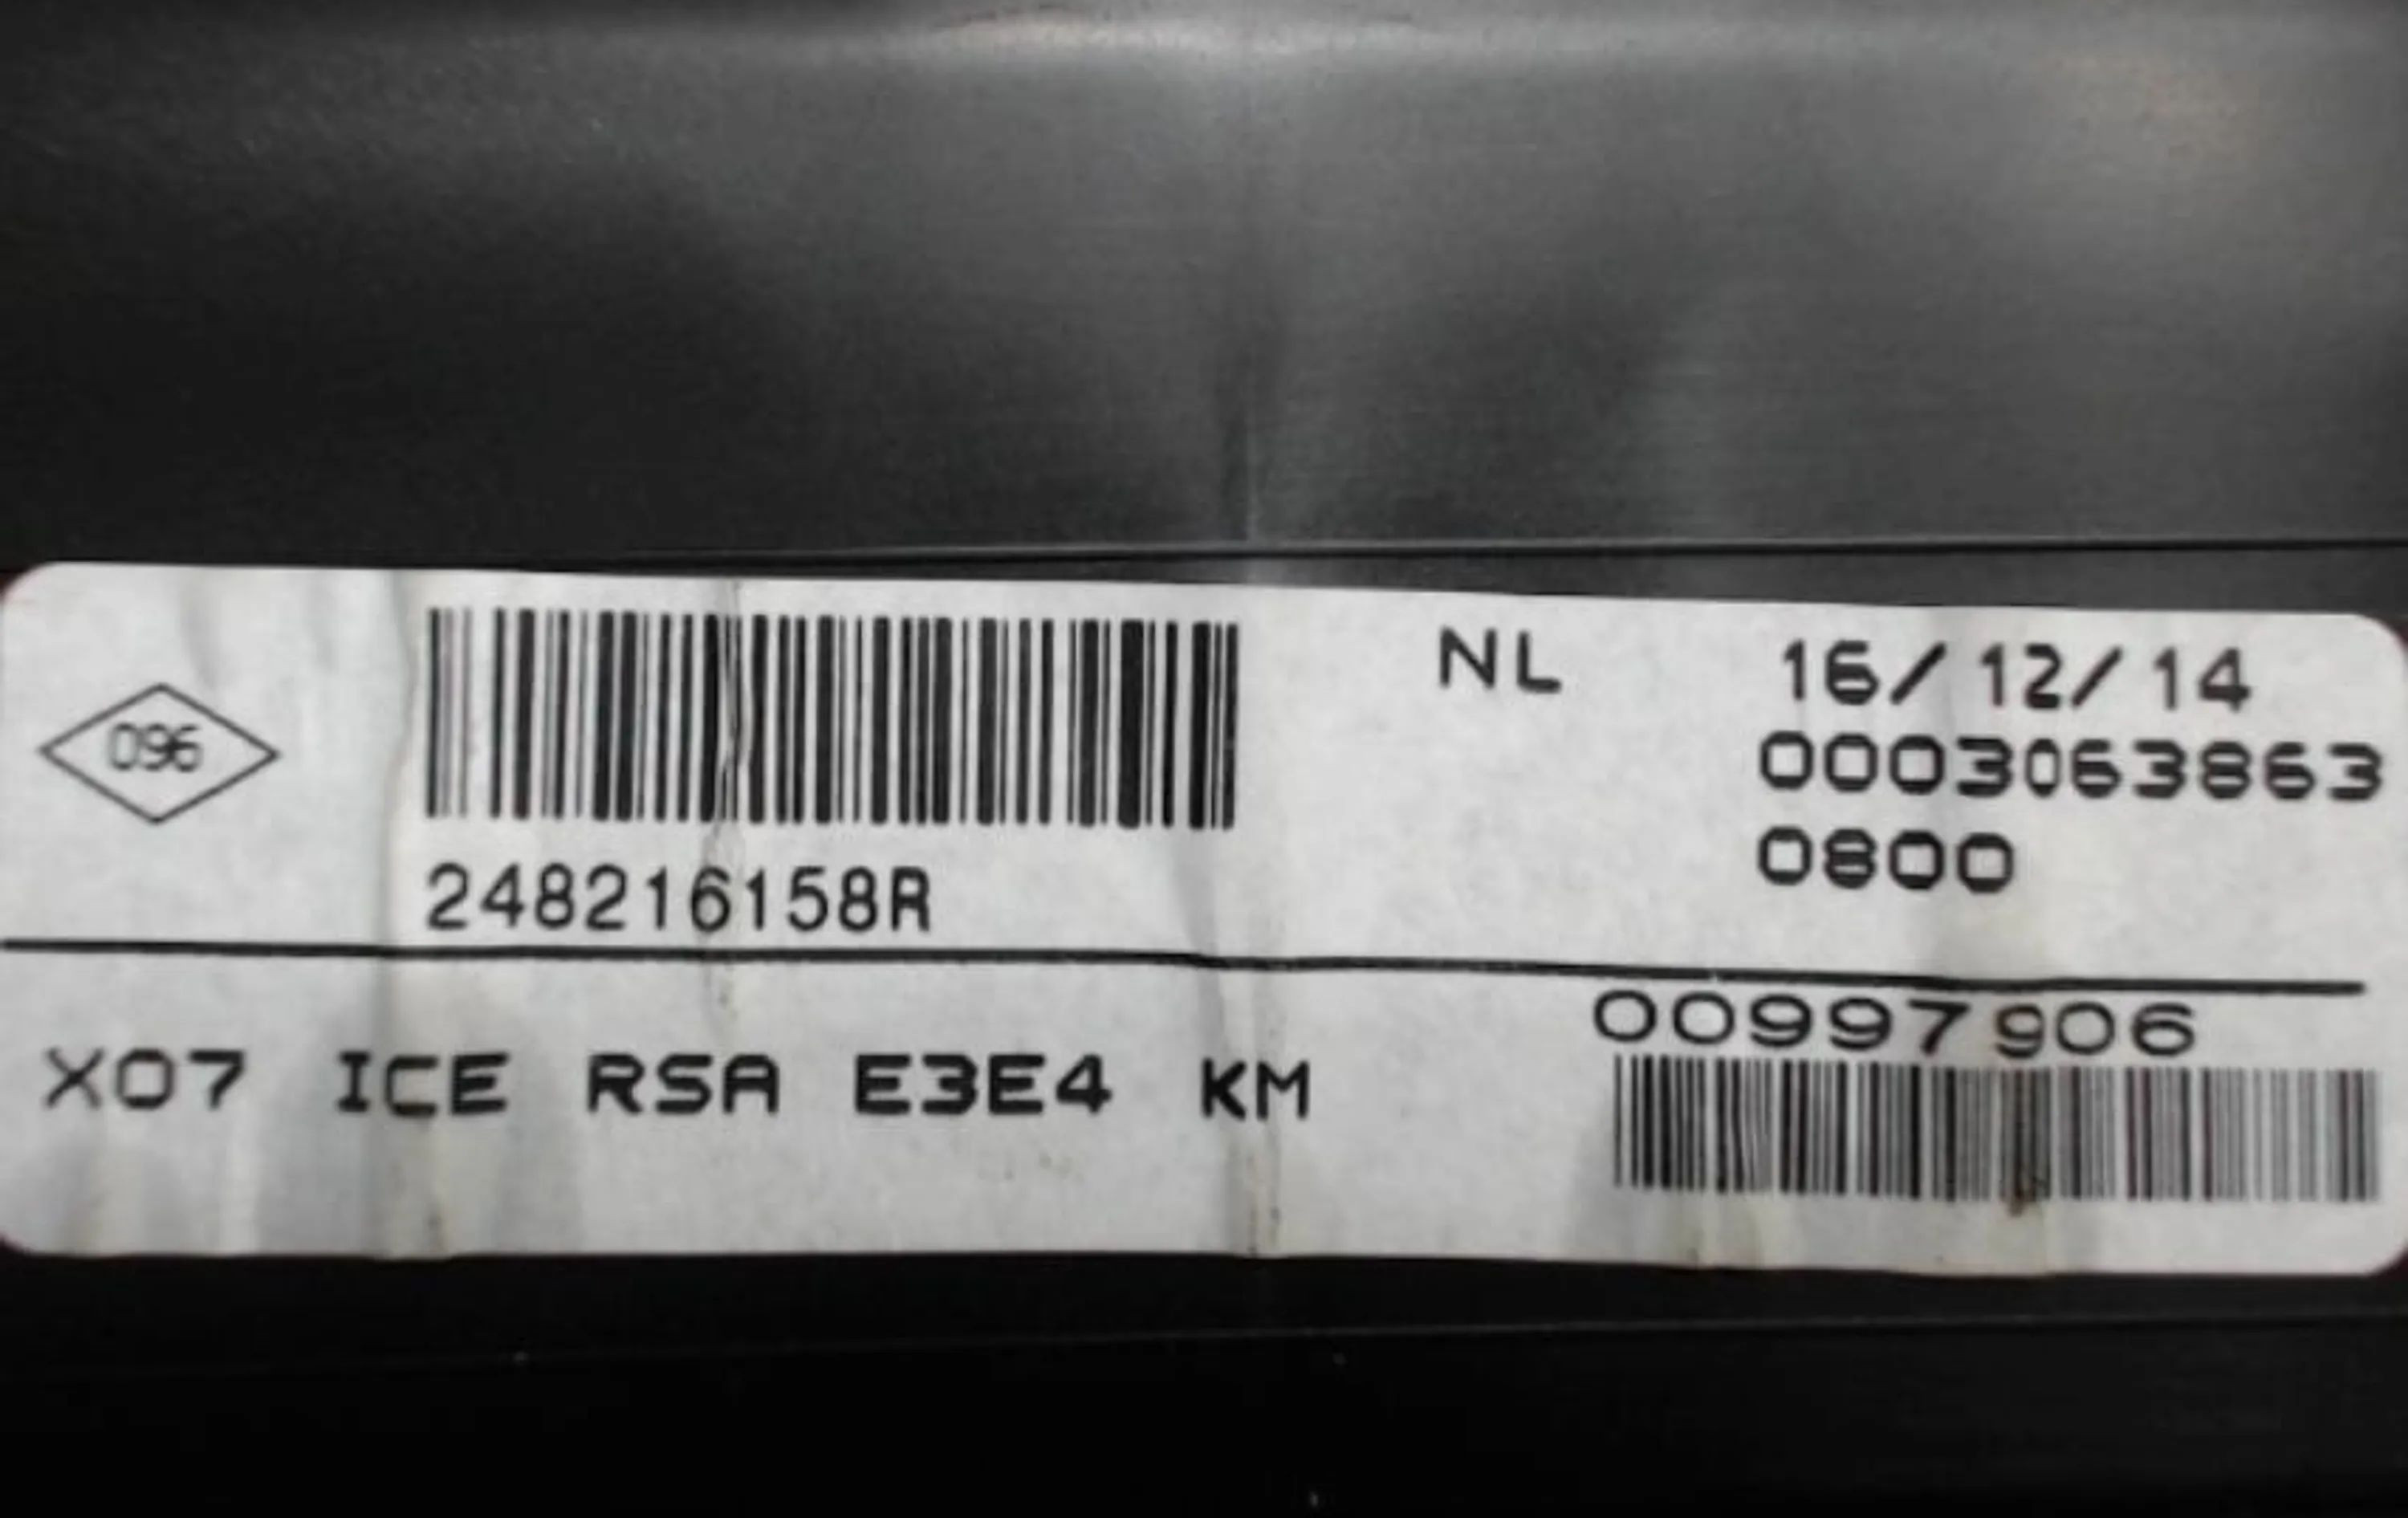 096
248216158R
NL 16/12/14
0003063863
0800
00997906
X07 ICE RSA E3E4 KM